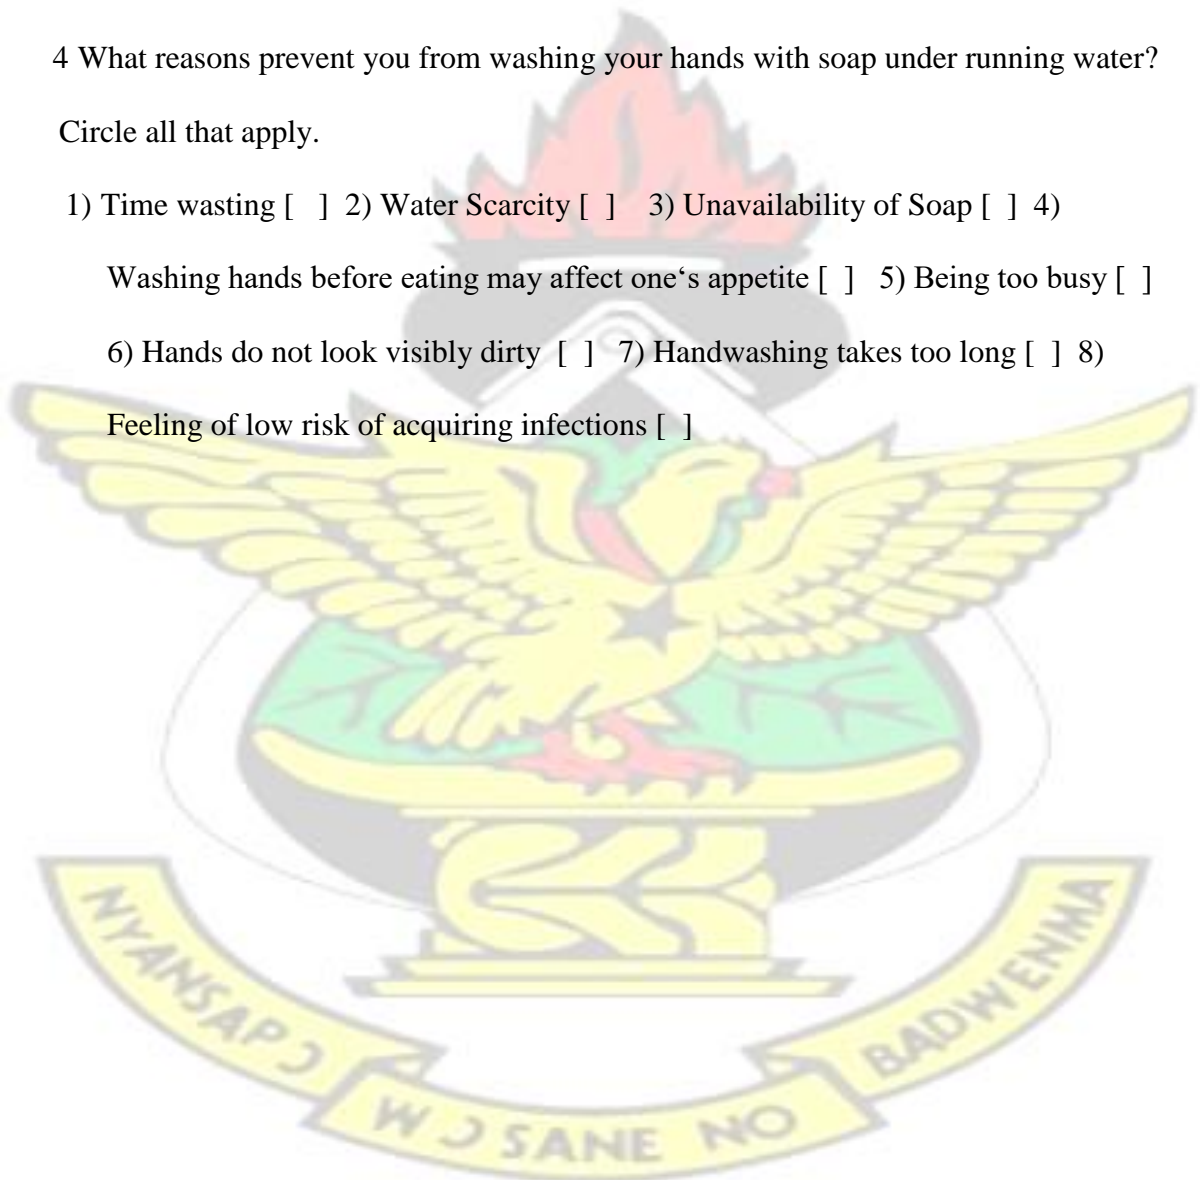 4 What reasons prevent you from washing your hands with soap under running water?
Circle all that apply.
1) Time wasting [ ] 2) Water Scarcity [ ] 3) Unavailability of Soap [ ] 4)
Washing hands before eating may affect one‘s appetite [ ] 5) Being too busy [ ]
6) Hands do not look visibly dirty [ ] 7) Handwashing takes too long [ ] 8)
Feeling of low risk of acquiring infections [ ]
NYANSAPƆ WƆSANE NO BADWENMA